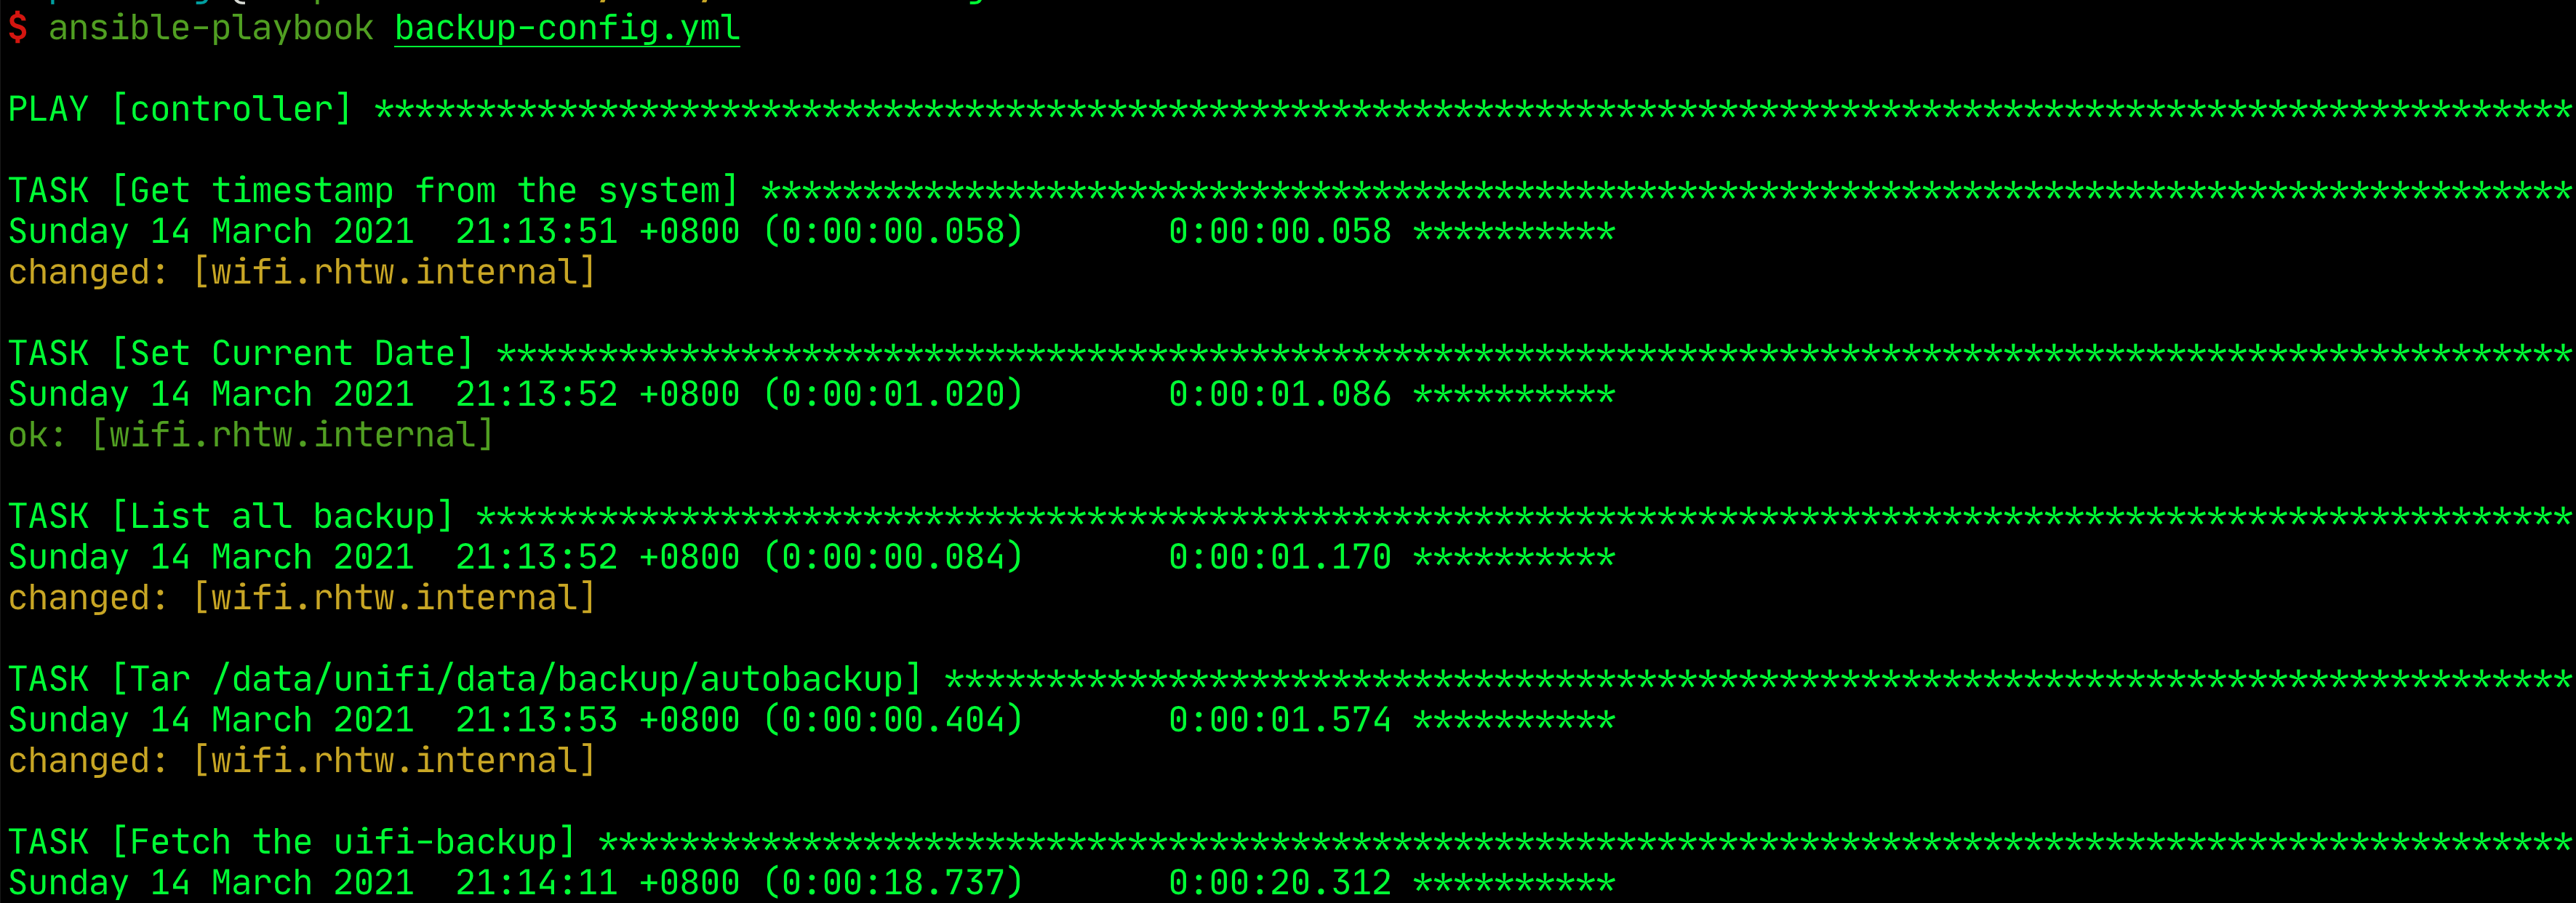 $ ansible-playbook backup-config.yml
PLAY [controller] ************************************************************************************************************
TASK [Get timestamp from the system] *****************************************************************************************
Sunday 14 March 2021  21:13:51 +0800 (0:00:00.058)       0:00:00.058 **********
changed: [wifi.rhtw.internal]
TASK [Set Current Date] ******************************************************************************************************
Sunday 14 March 2021  21:13:52 +0800 (0:00:01.020)       0:00:01.086 **********
ok: [wifi.rhtw.internal]
TASK [List all backup] *******************************************************************************************************
Sunday 14 March 2021  21:13:52 +0800 (0:00:00.084)       0:00:01.170 **********
changed: [wifi.rhtw.internal]
TASK [Tar /data/unifi/data/backup/autobackup] ********************************************************************************
Sunday 14 March 2021  21:13:53 +0800 (0:00:00.404)       0:00:01.574 **********
changed: [wifi.rhtw.internal]
TASK [Fetch the uifi-backup] *************************************************************************************************
Sunday 14 March 2021  21:14:11 +0800 (0:00:18.737)       0:00:20.312 **********